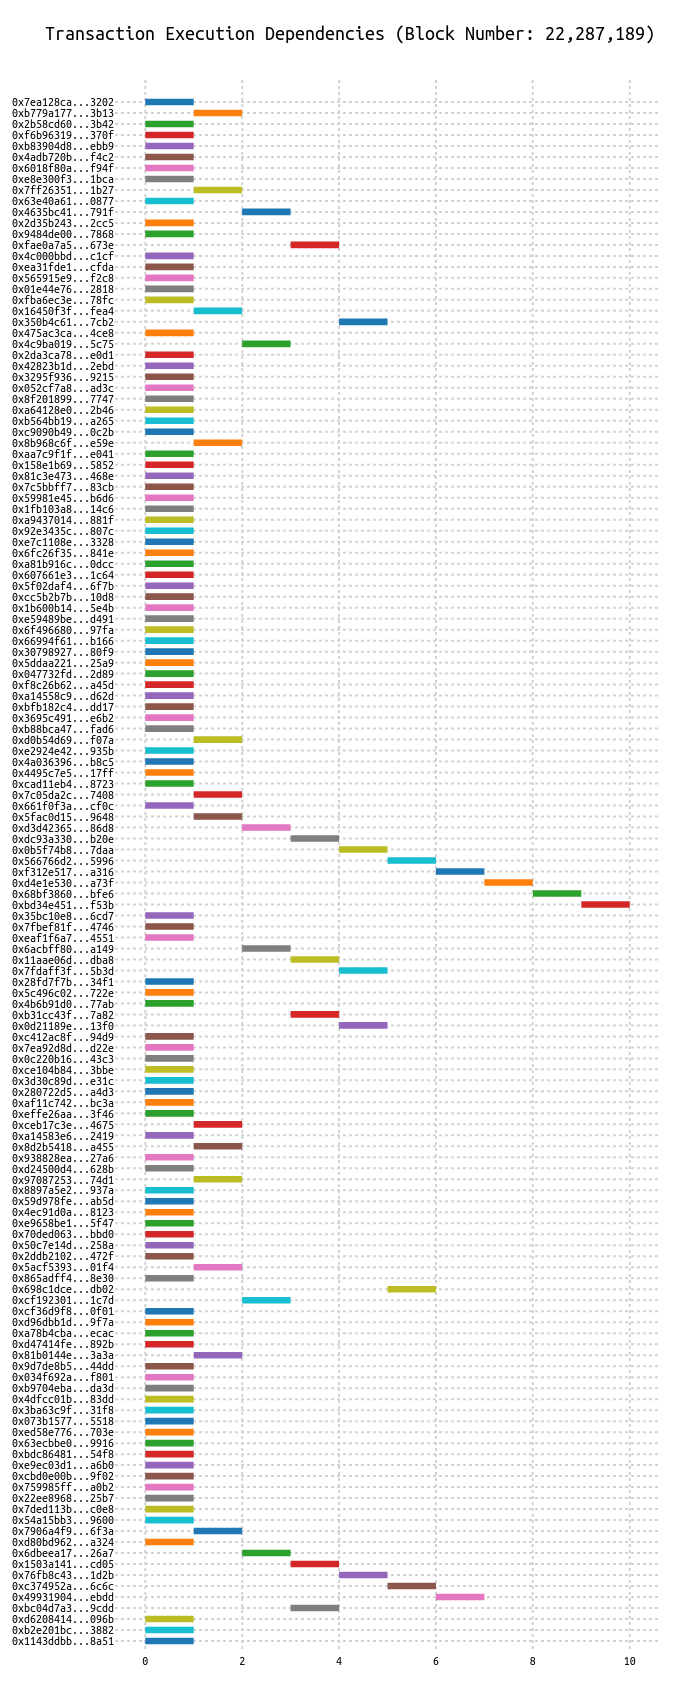 Transaction Execution Dependencies (Block Number: 22,287,189)
0x7ea128ca...3202
0xb779a177...3b13
0x2b58cd60...3b42
0xf6b96319...370f
0xb83904d8...ebb9
0x4adb720b...f4c2
0x6018f80a...f94f
0xe8e300f3...1bca
0x7ff26351...1b27
0x63e40a61...0877
0x4635bc41...791f
0x2d35b243...2cc5
0x9484de00...7868
0xfae0a7a5...673e
0x4c000bbd...c1cf
0xea31fde1...cfda
0x565915e9...f2c8
0x01e44e76...2818
0xfba6ec3e...78fc
0x16450f3f...fea4
0x350b4c61...7cb2
0x475ac3ca...4ce8
0x4c9ba019...5c75
0x2da3ca78...e0d1
0x42823b1d...2ebd
0x3295f936...9215
0x052cf7a8...ad3c
0x8f201899...7747
0xa64128e0...2b46
0xb564bb19...a265
0xc9090b49...0c2b
0x8b968c6f...e59e
0xaa7c9f1f...e041
0x158e1b69...5852
0x81c3e473...468e
0x7c5bbff7...83cb
0x59981e45...b6d6
0x1fb103a8...14c6
0xa9437014...881f
0x92e3435c...807c
0xe7c1108e...3328
0x6fc26f35...841e
0xa81b916c...0dcc
0x607661e3...1c64
0x5f02daf4...6f7b
0xcc5b2b7b...10d8
0x1b600b14...5e4b
0xe59489be...d491
0x6f496680...97fa
0x66994f61...b166
0x30798927...80f9
0x5ddaa221...25a9
0x047732fd...2d89
0xf8c26b62...a45d
0xa14558c9...d62d
0xbfb182c4...dd17
0x3695c491...e6b2
0xb88bca47...fad6
0xd0b54d69...f07a
0xe2924e42...935b
0x4a036396...b8c5
0x4495c7e5...17ff
0xcad11eb4...8723
0x7c05da2c...7408
0x661f0f3a...cf0c
0x5fac0d15...9648
0xd3d42365...86d8
0xdc93a330...b20e
0x0b5f74b8...7daa
0x566766d2...5996
0xf312e517...a316
0xd4e1e530...a73f
0x68bf3860...bfe6
0xbd34e451...f53b
0x35bc10e8...6cd7
0x7fbef81f...4746
0xeaf1f6a7...4551
0x6acbff80...a149
0x11aae06d...dba8
0x7fdaff3f...5b3d
0x28fd7f7b...34f1
0x5c496c02...722e
0x4b6b91d0...77ab
0xb31cc43f...7a82
0x0d21189e...13f0
0xc412ac8f...94d9
0x7ea92d8d...d22e
0x0c220b16...43c3
0xce104b84...3bbe
0x3d30c89d...e31c
0x280722d5...a4d3
0xaf11c742...bc3a
0xeffe26aa...3f46
0xceb17c3e...4675
0xa14583e6...2419
0x8d2b5418...a455
0x938828ea...27a6
0xd24500d4...628b
0x97087253...74d1
0x8897a5e2...937a
0x59d978fe...ab5d
0x4ec91d0a...8123
0xe9658be1...5f47
0x70ded063...bbd0
0x50c7e14d...258a
0x2ddb2102...472f
0x5acf5393...01f4
0x865adff4...8e30
0x698c1dce...db02
0xcf192301...1c7d
0xcf36d9f8...0f01
0xd96dbb1d...9f7a
0xa78b4cba...ecac
0xd47414fe...892b
0x81b0144e...3a3a
0x9d7de8b5...44dd
0x034f692a...f801
0xb9704eba...da3d
0x4dfcc01b...83dd
0x3ba63c9f...31f8
0x073b1577...5518
0xed58e776...703e
0x63ecbbe0...9916
0xbdc86481...54f8
0xe9ec03d1...a6b0
0xcbd0e00b...9f02
0x759985ff...a0b2
0x22ee8968...25b7
0x7ded113b...c0e8
0x54a15bb3...9600
0x7906a4f9...6f3a
0xd80bd962...a324
0x6dbeea17...26a7
0x1503a141...cd05
0x76fb8c43...1d2b
0xc374952a...6c6c
0x49931904...ebdd
0xbc04d7a3...9cdd
0xd6208414...096b
0xb2e201bc...3882
0x1143ddbb...8a51
0 2 4 6 8 10